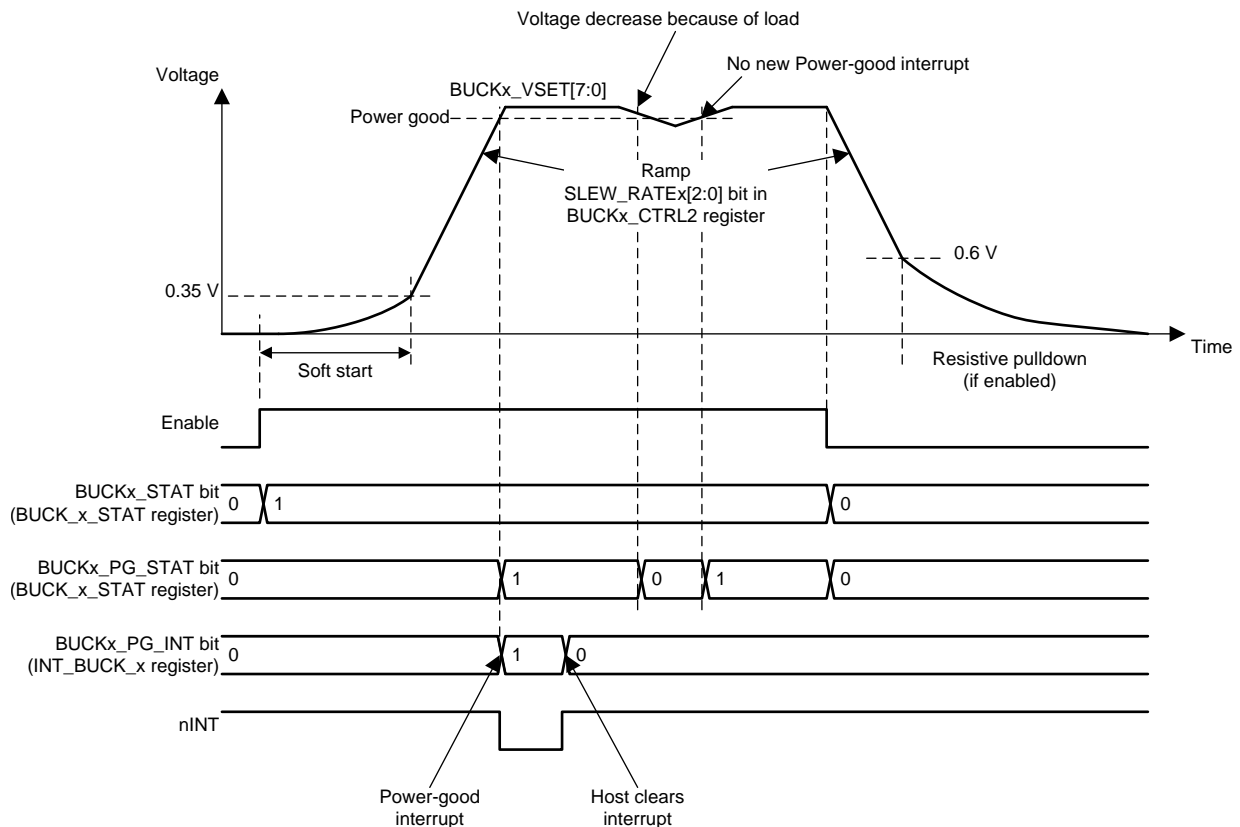 Voltage decrease because of load
No new Power-good interrupt
Voltage
BUCKx_VSET[7:0]
Power good
Ramp
SLEW_RATEx[2:0] bit in
BUCKx_CTRL2 register
0.6 V
0.35 V
Time
Soft start
Resistive pulldown
(if enabled)
Enable
BUCKx_STAT bit
(BUCK_x_STAT register)
0 1 0
BUCKx_PG_STAT bit
(BUCK_x_STAT register)
0 1 0 1 0
BUCKx_PG_INT bit
(INT_BUCK_x register)
0 1 0
nINT
Power-good
interrupt
Host clears
interrupt